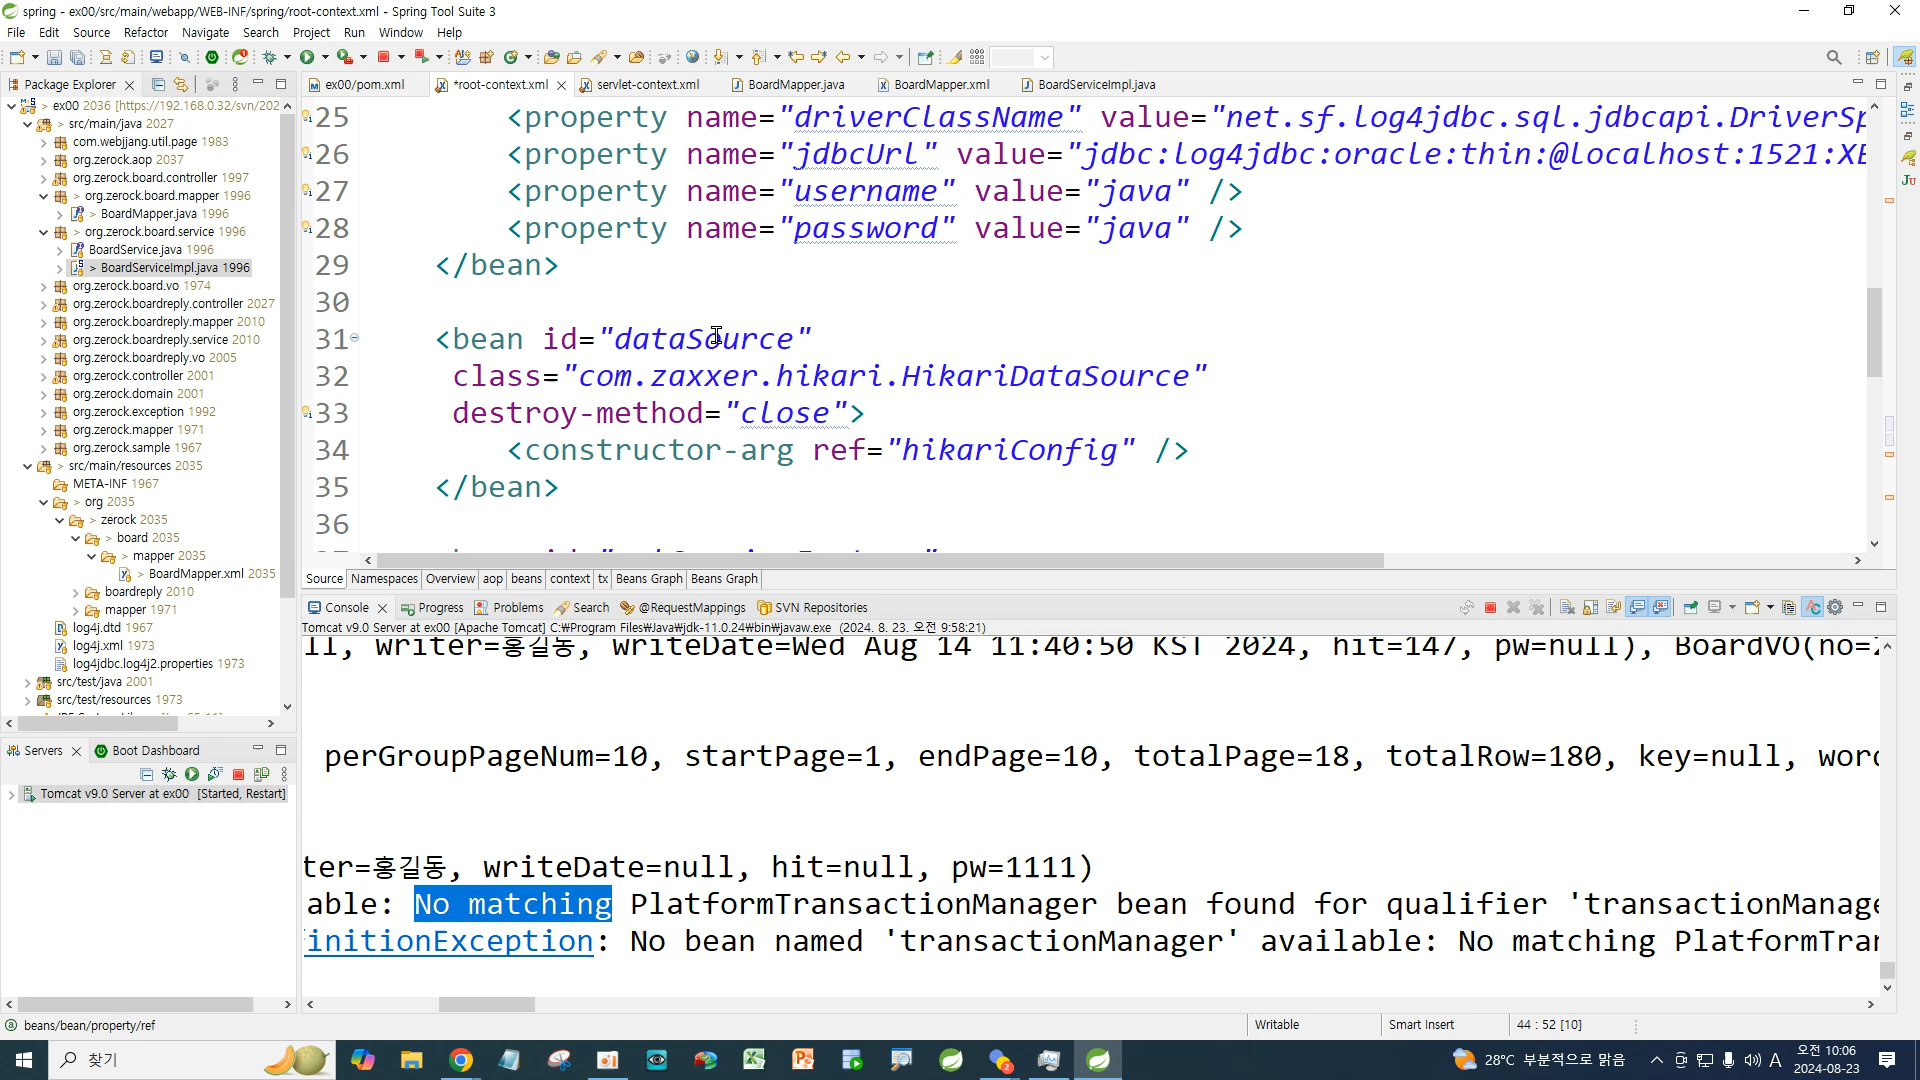 spring - ex00/src/main/webapp/WEB-INF/spring/root-context.xml - Spring Tool Suite 3
File Edit Source Refactor Navigate Search Project Run Window Help
Package Explorer
ex00/pom.xml
*root-context.xml
servlet-context.xml
BoardMapper.java
BoardMapper.xml
BoardServiceImpl.java
> ex00 2036 [https://192.168.0.32/svn/202
> src/main/java 2027
com.webjjang.util.page 1983
org.zerock.aop 2037
org.zerock.board.controller 1997
> org.zerock.board.mapper 1996
> BoardMapper.java 1996
> org.zerock.board.service 1996
BoardService.java 1996
> BoardServiceImpl.java 1996
org.zerock.board.vo 1974
org.zerock.boardreply.controller 2027
org.zerock.boardreply.mapper 2010
org.zerock.boardreply.service 2010
org.zerock.boardreply.vo 2005
org.zerock.controller 2001
org.zerock.domain 2001
org.zerock.exception 1992
org.zerock.mapper 1971
org.zerock.sample 1967
> src/main/resources 2035
META-INF 1967
> org 2035
> zerock 2035
> board 2035
> mapper 2035
> BoardMapper.xml 2035
boardreply 2010
mapper 1971
log4j.dtd 1967
log4j.xml 1973
log4jdbc.log4j2.properties 1973
src/test/java 2001
src/test/resources 1973
25 <property name="driverClassName" value="net.sf.log4jdbc.sql.jdbcapi.DriverSp
26 <property name="jdbcUrl" value="jdbc:log4jdbc:oracle:thin:@localhost:1521:XE
27 <property name="username" value="java" />
28 <property name="password" value="java" />
29 </bean>
30
31 <bean id="dataSource"
32 class="com.zaxxer.hikari.HikariDataSource"
33 destroy-method="close">
34 <constructor-arg ref="hikariConfig" />
35 </bean>
36
Source Namespaces Overview aop beans context tx Beans Graph Beans Graph
Console Progress Problems Search @RequestMappings SVN Repositories
Tomcat v9.0 Server at ex00 [Apache Tomcat] C:₩Program Files₩Java₩jdk-11.0.24₩bin₩javaw.exe (2024. 8. 23. 오전 9:58:21)
ll, writer=홍길동, writeDate=Wed Aug 14 11:40:50 KST 2024, hit=147, pw=null), BoardVO(no=2
perGroupPageNum=10, startPage=1, endPage=10, totalPage=18, totalRow=180, key=null, word
ter=홍길동, writeDate=null, hit=null, pw=1111)
able: No matching PlatformTransactionManager bean found for qualifier 'transactionManage
initionException: No bean named 'transactionManager' available: No matching PlatformTran
Servers
Boot Dashboard
Tomcat v9.0 Server at ex00 [Started, Restart]
beans/bean/property/ref
Writable
Smart Insert
44 : 52 [10]
찾기
28°C 부분적으로 맑음
A
오전 10:06
2024-08-23